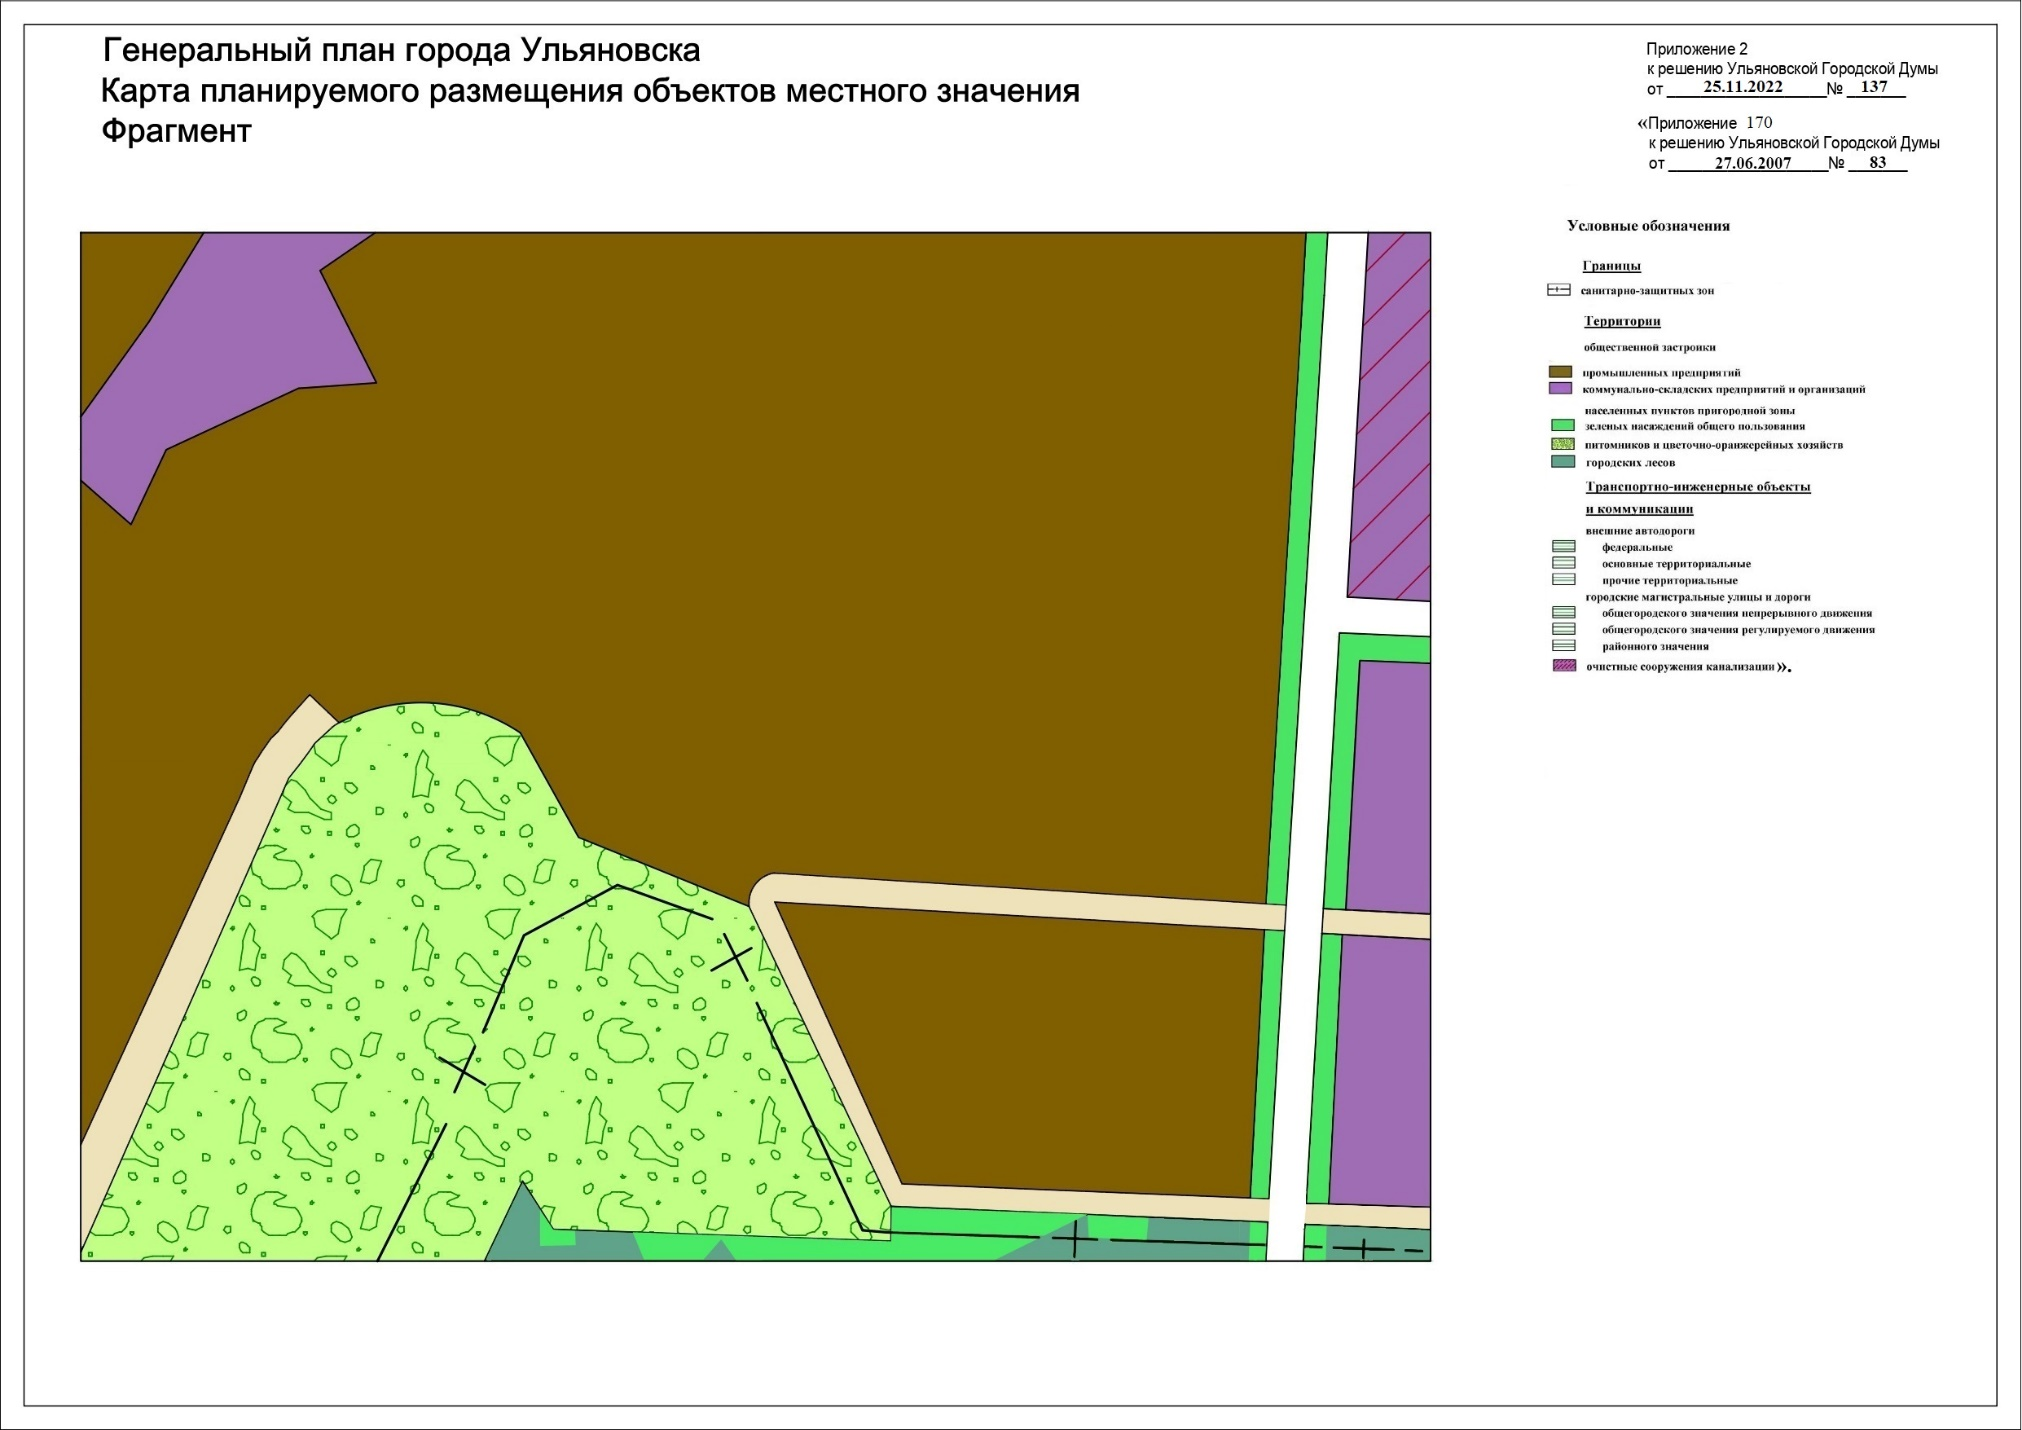 Генеральный план города Ульяновска
Карта планируемого размещения объектов местного значения
Фрагмент
Приложение 2
к решению Ульяновской Городской Думы
от 25.11.2022 № 137
«Приложение 170
к решению Ульяновской Городской Думы
от 27.06.2007 № 83
Условные обозначения
Границы
санитарно-защитных зон
Территории
общественной застройки
промышленных предприятий
коммунально-складских предприятий и организаций
населенных пунктов пригородной зоны
зеленых насаждений общего пользования
питомников и цветочно-оранжерейных хозяйств
городских лесов
Транспортно-инженерные объекты
и коммуникации
внешние автодороги
федеральные
основные территориальные
прочие территориальные
городские магистральные улицы и дороги
общегородского значения непрерывного движения
общегородского значения регулируемого движения
районного значения
очистные сооружения канализации».